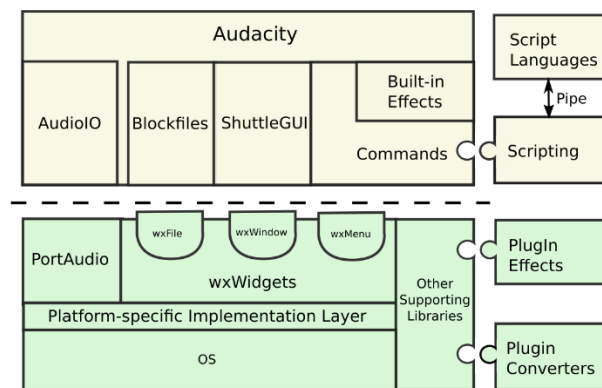 Audacity
Script
Languages
Pipe
AudioIO
Blockfiles
ShuttleGUI
Built-in
Effects
Commands
Scripting
PortAudio
wxFile
wxWindow
wxMenu
wxWidgets
Other
Supporting
Libraries
PlugIn
Effects
Platform-specific Implementation Layer
OS
Plugin
Converters